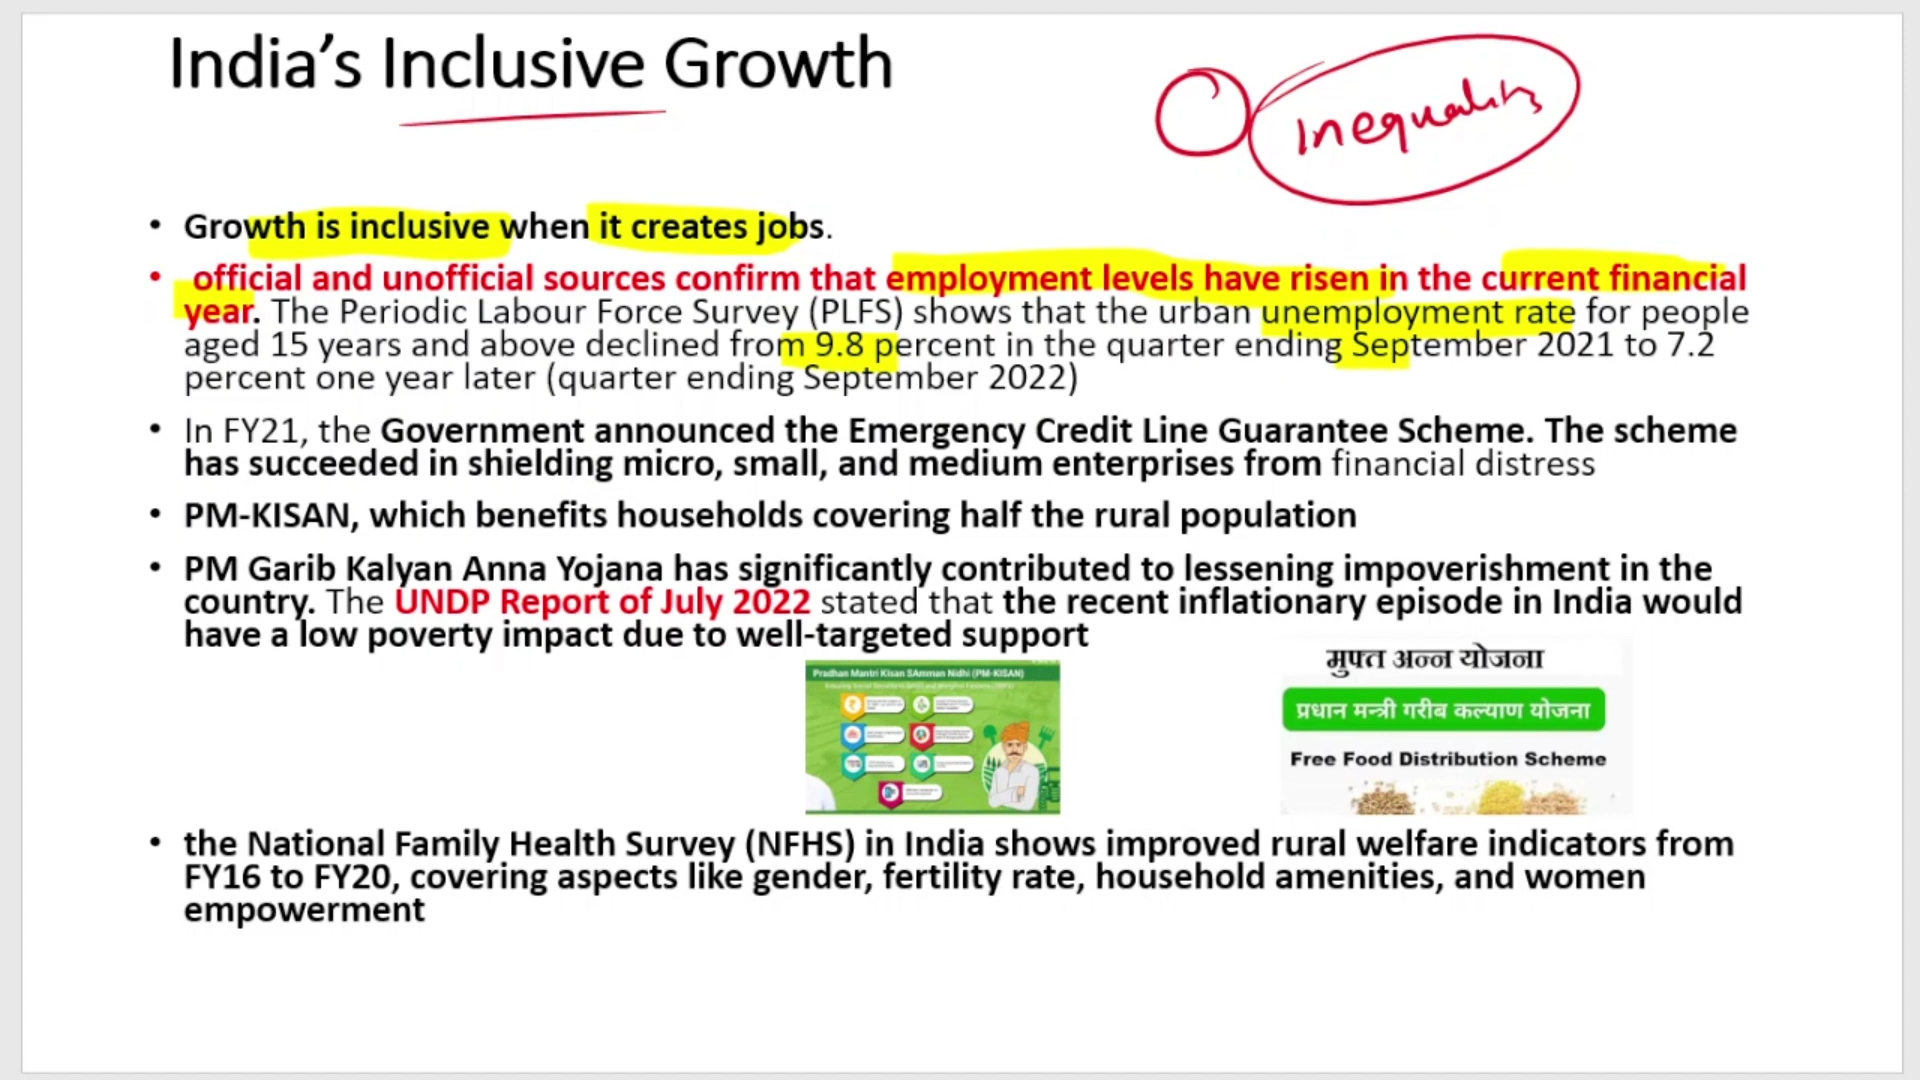 India’s Inclusive Growth
Inequality
• Growth is inclusive when it creates jobs.
• official and unofficial sources confirm that employment levels have risen in the current financial
year. The Periodic Labour Force Survey (PLFS) shows that the urban unemployment rate for people
aged 15 years and above declined from 9.8 percent in the quarter ending September 2021 to 7.2
percent one year later (quarter ending September 2022)
• In FY21, the Government announced the Emergency Credit Line Guarantee Scheme. The scheme
has succeeded in shielding micro, small, and medium enterprises from financial distress
• PM-KISAN, which benefits households covering half the rural population
• PM Garib Kalyan Anna Yojana has significantly contributed to lessening impoverishment in the
country. The UNDP Report of July 2022 stated that the recent inflationary episode in India would
have a low poverty impact due to well-targeted support
Pradhan Mantri Kisan SAmman Nidhi (PM-KISAN)
मुफ्त अन्न योजना
प्रधान मन्त्री गरीब कल्याण योजना
Free Food Distribution Scheme
• the National Family Health Survey (NFHS) in India shows improved rural welfare indicators from
FY16 to FY20, covering aspects like gender, fertility rate, household amenities, and women
empowerment